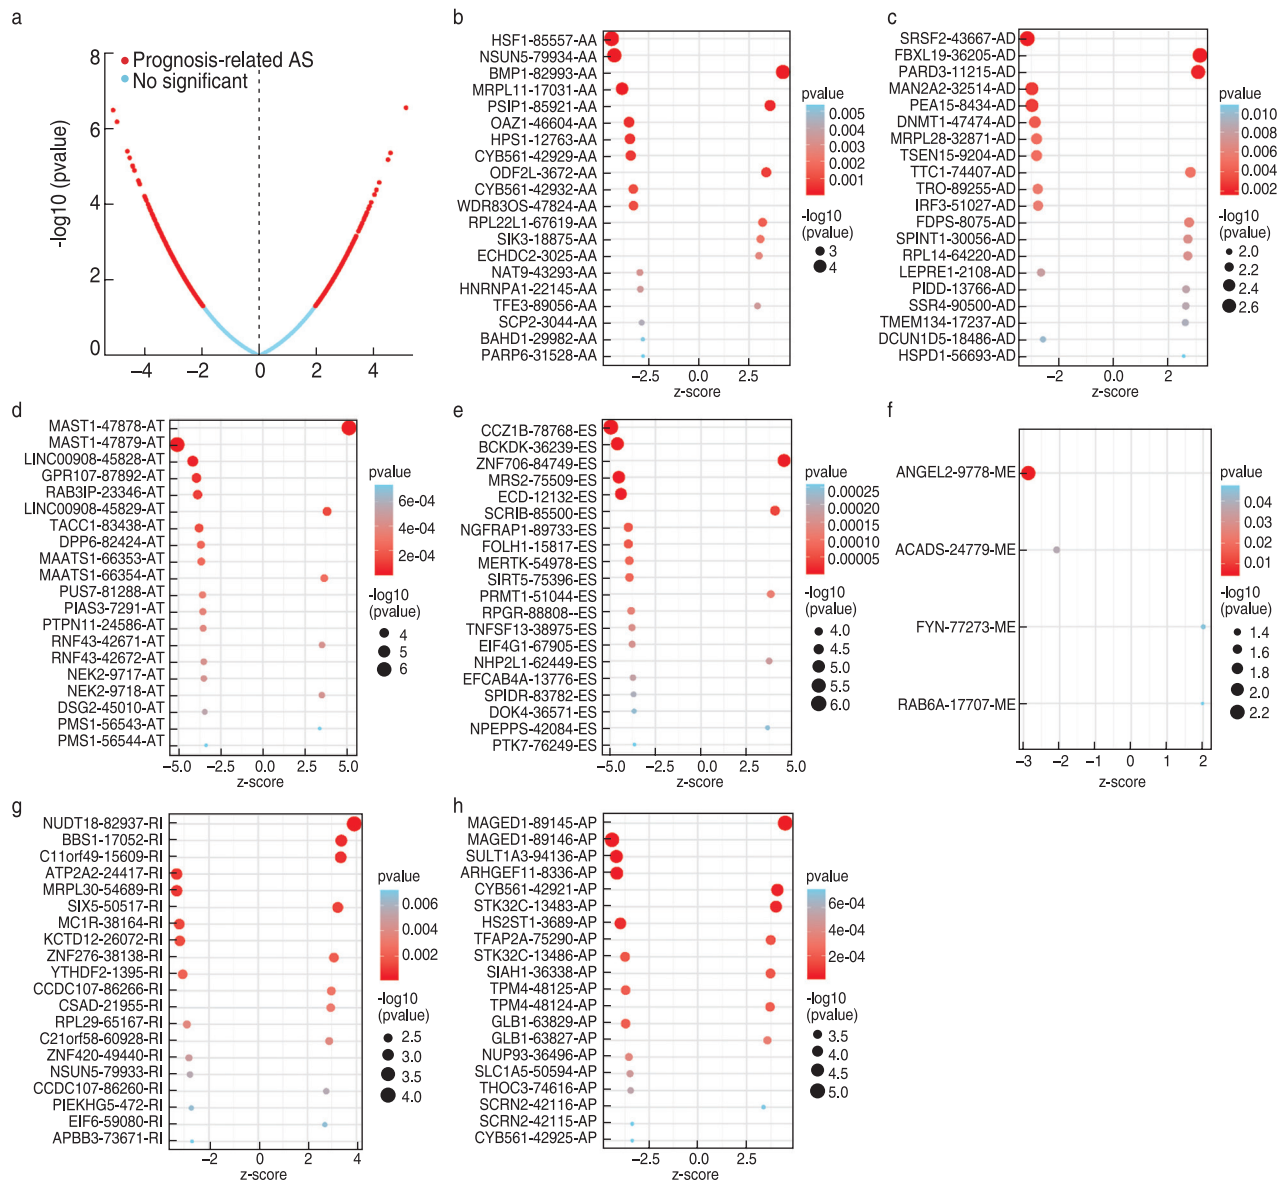 a
8
6
4
2
0
-log10 (pvalue)
Prognosis-related AS
No significant
−4
−2
0
2
4
b
HSF1-85557-AA
NSUN5-79934-AA
BMP1-82993-AA
MRPL11-17031-AA
PSIP1-85921-AA
OAZ1-46604-AA
HPS1-12763-AA
CYB561-42929-AA
ODF2L-3672-AA
CYB561-42932-AA
WDR83OS-47824-AA
RPL22L1-67619-AA
SIK3-18875-AA
ECHDC2-3025-AA
NAT9-43293-AA
HNRNPA1-22145-AA
TFE3-89056-AA
SCP2-3044-AA
BAHD1-29982-AA
PARP6-31528-AA
−2.5
0.0
2.5
z-score
pvalue
0.005
0.004
0.003
0.002
0.001
-log10
(pvalue)
3
4
c
SRSF2-43667-AD
FBXL19-36205-AD
PARD3-11215-AD
MAN2A2-32514-AD
PEA15-8434-AD
DNMT1-47474-AD
MRPL28-32871-AD
TSEN15-9204-AD
TTC1-74407-AD
TRO-89255-AD
IRF3-51027-AD
FDPS-8075-AD
SPINT1-30056-AD
RPL14-64220-AD
LEPRE1-2108-AD
PIDD-13766-AD
SSR4-90500-AD
TMEM134-17237-AD
DCUN1D5-18486-AD
HSPD1-56693-AD
−2
0.0
2
z-score
pvalue
0.010
0.008
0.006
0.004
0.002
-log10
(pvalue)
2.0
2.2
2.4
2.6
d
MAST1-47878-AT
MAST1-47879-AT
LINC00908-45828-AT
GPR107-87892-AT
RAB3IP-23346-AT
LINC00908-45829-AT
TACC1-83438-AT
DPP6-82424-AT
MAATS1-66353-AT
MAATS1-66354-AT
PUS7-81288-AT
PIAS3-7291-AT
PTPN11-24586-AT
RNF43-42671-AT
RNF43-42672-AT
NEK2-9717-AT
NEK2-9718-AT
DSG2-45010-AT
PMS1-56543-AT
PMS1-56544-AT
−5.0
−2.5
0.0
2.5
5.0
z-score
pvalue
6e-04
4e-04
2e-04
-log10
(pvalue)
4
5
6
e
CCZ1B-78768-ES
BCKDK-36239-ES
ZNF706-84749-ES
MRS2-75509-ES
ECD-12132-ES
SCRIB-85500-ES
NGFRAP1-89733-ES
FOLH1-15817-ES
MERTK-54978-ES
SIRT5-75396-ES
PRMT1-51044-ES
RPGR-88808--ES
TNFSF13-38975-ES
EIF4G1-67905-ES
NHP2L1-62449-ES
EFCAB4A-13776-ES
SPIDR-83782-ES
DOK4-36571-ES
NPEPPS-42084-ES
PTK7-76249-ES
−5.0
−2.5
0.0
2.5
5.0
z-score
pvalue
0.00025
0.00020
0.00015
0.00010
0.00005
-log10
(pvalue)
4.0
4.5
5.0
5.5
6.0
f
ANGEL2-9778-ME
ACADS-24779-ME
FYN-77273-ME
RAB6A-17707-ME
−3
−2
−1
0
1
2
z-score
pvalue
0.04
0.03
0.02
0.01
-log10
(pvalue)
1.4
1.6
1.8
2.0
2.2
g
NUDT18-82937-RI
BBS1-17052-RI
C11orf49-15609-RI
ATP2A2-24417-RI
MRPL30-54689-RI
SIX5-50517-RI
MC1R-38164-RI
KCTD12-26072-RI
ZNF276-38138-RI
YTHDF2-1395-RI
CCDC107-86266-RI
CSAD-21955-RI
RPL29-65167-RI
C21orf58-60928-RI
ZNF420-49440-RI
NSUN5-79933-RI
CCDC107-86260-RI
PIEKHG5-472-RI
EIF6-59080-RI
APBB3-73671-RI
−2
0
2
4
z-score
pvalue
0.006
0.004
0.002
-log10
(pvalue)
2.5
3.0
3.5
4.0
h
MAGED1-89145-AP
MAGED1-89146-AP
SULT1A3-94136-AP
ARHGEF11-8336-AP
CYB561-42921-AP
STK32C-13483-AP
HS2ST1-3689-AP
TFAP2A-75290-AP
STK32C-13486-AP
SIAH1-36338-AP
TPM4-48125-AP
TPM4-48124-AP
GLB1-63829-AP
GLB1-63827-AP
NUP93-36496-AP
SLC1A5-50594-AP
THOC3-74616-AP
SCRN2-42116-AP
SCRN2-42115-AP
CYB561-42925-AP
−2.5
0.0
2.5
z-score
pvalue
6e-04
4e-04
2e-04
-log10
(pvalue)
3.5
4.0
4.5
5.0